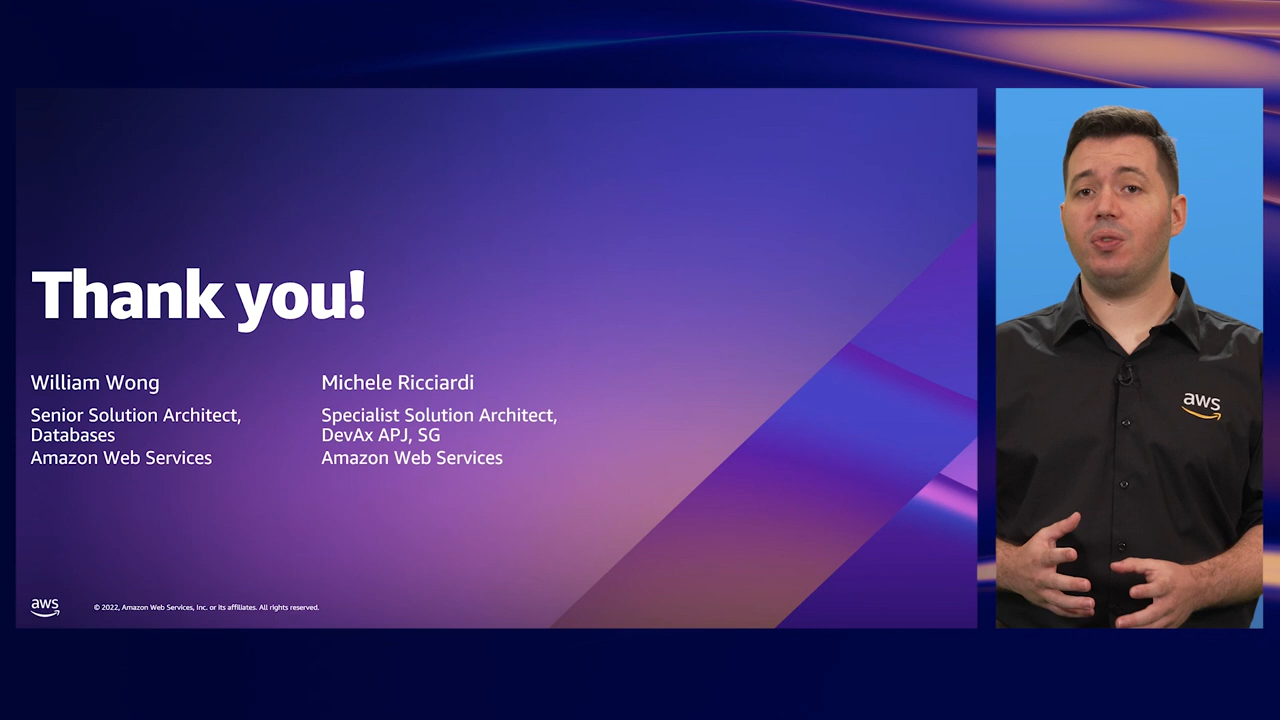 Thank you!
William Wong
Senior Solution Architect,
Databases
Amazon Web Services
Michele Ricciardi
Specialist Solution Architect,
DevAx APJ, SG
Amazon Web Services
aws
© 2022, Amazon Web Services, Inc. or its affiliates. All rights reserved.
aws